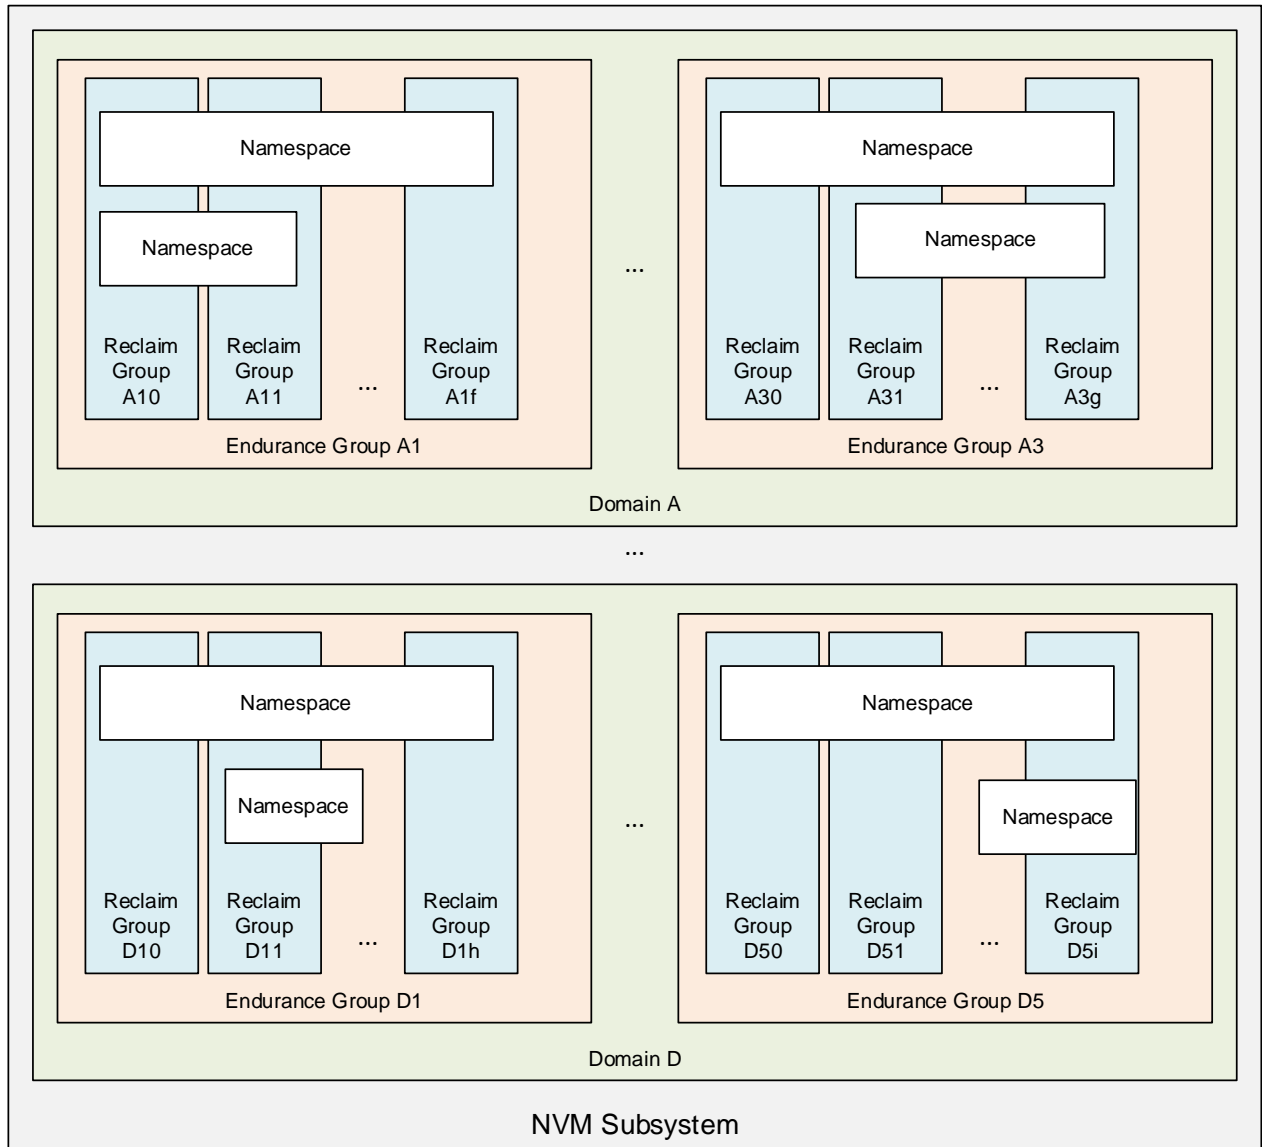 Namespace
Namespace
Reclaim
Group
A10
Reclaim
Group
A11
...
Reclaim
Group
A1f
Endurance Group A1
...
Namespace
Namespace
Reclaim
Group
A30
Reclaim
Group
A31
...
Reclaim
Group
A3g
Endurance Group A3
Domain A
...
Namespace
Namespace
Reclaim
Group
D10
Reclaim
Group
D11
...
Reclaim
Group
D1h
Endurance Group D1
...
Namespace
Namespace
Reclaim
Group
D50
Reclaim
Group
D51
...
Reclaim
Group
D5i
Endurance Group D5
Domain D
NVM Subsystem